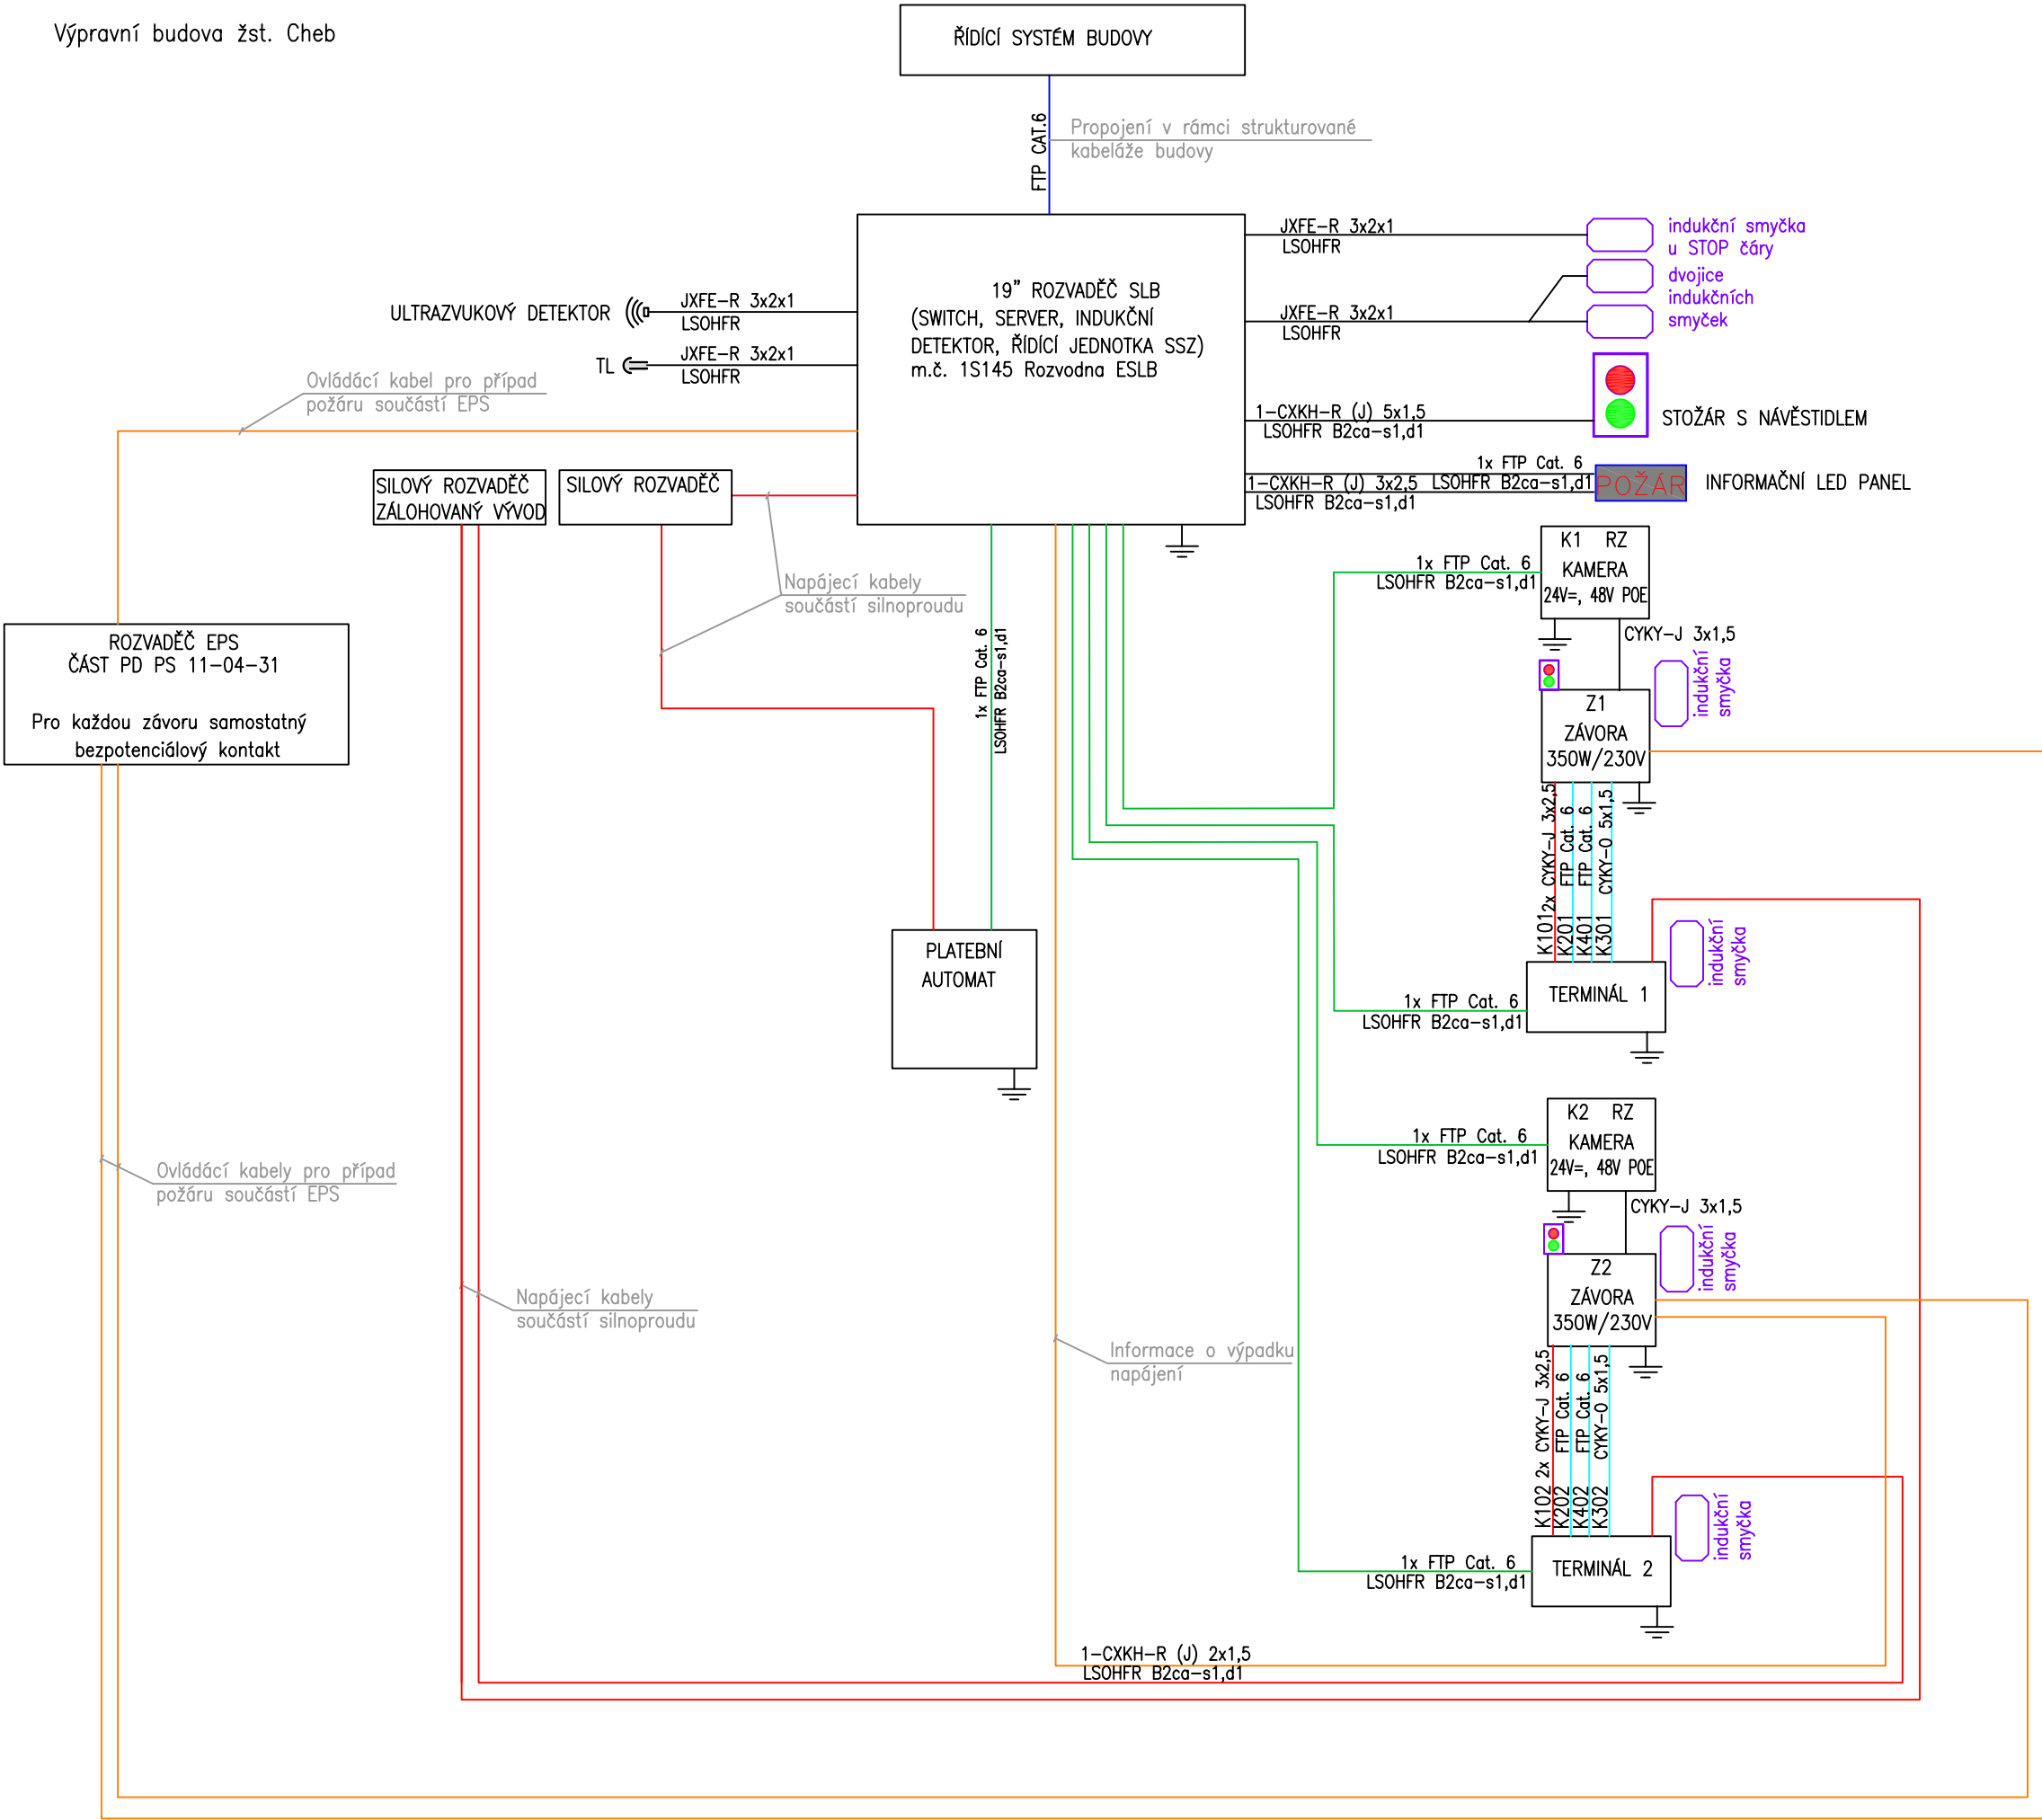 Výpravní budova žst. Cheb
ŘÍDÍCÍ SYSTÉM BUDOVY
FTP CAT.6
Propojení v rámci strukturované
kabeláže budovy
19" ROZVADĚČ SLB
(SWITCH, SERVER, INDUKČNÍ
DETEKTOR, ŘÍDÍCÍ JEDNOTKA SSZ)
m.č. 1S145 Rozvodna ESLB
ULTRAZVUKOVÝ DETEKTOR
JXFE-R 3x2x1
LSOHFR
TL
JXFE-R 3x2x1
LSOHFR
Ovládácí kabel pro případ
požáru součástí EPS
JXFE-R 3x2x1
LSOHFR
indukční smyčka
u STOP čáry
JXFE-R 3x2x1
LSOHFR
dvojice
indukčních
smyček
1-CXKH-R (J) 5x1,5
LSOHFR B2ca-s1,d1
STOŽÁR S NÁVĚSTIDLEM
1x FTP Cat. 6
LSOHFR B2ca-s1,d1
1-CXKH-R (J) 3x2,5
LSOHFR B2ca-s1,d1
POŽÁR
INFORMAČNÍ LED PANEL
SILOVÝ ROZVADĚČ
ZÁLOHOVANÝ VÝVOD
SILOVÝ ROZVADĚČ
Napájecí kabely
součástí silnoproudu
ROZVADĚČ EPS
ČÁST PD PS 11-04-31
Pro každou závoru samostatný
bezpotenciálový kontakt
1x FTP Cat. 6
LSOHFR B2ca-s1,d1
1x FTP Cat. 6
LSOHFR B2ca-s1,d1
K1 RZ
KAMERA
24V=, 48V POE
CYKY-J 3x1,5
indukční
smyčka
Z1
ZÁVORA
350W/230V
K101 2x CYKY-J 3x2,5
K201 FTP Cat. 6
K401 FTP Cat. 6
K301 CYKY-O 5x1,5
PLATEBNÍ
AUTOMAT
indukční
smyčka
1x FTP Cat. 6
LSOHFR B2ca-s1,d1
TERMINÁL 1
1x FTP Cat. 6
LSOHFR B2ca-s1,d1
K2 RZ
KAMERA
24V=, 48V POE
CYKY-J 3x1,5
Ovládácí kabely pro případ
požáru součástí EPS
indukční
smyčka
Z2
ZÁVORA
350W/230V
Napájecí kabely
součástí silnoproudu
Informace o výpadku
napájení
K102 2x CYKY-J 3x2,5
K202 FTP Cat. 6
K402 FTP Cat. 6
K302 CYKY-O 5x1,5
indukční
smyčka
1x FTP Cat. 6
LSOHFR B2ca-s1,d1
TERMINÁL 2
1-CXKH-R (J) 2x1,5
LSOHFR B2ca-s1,d1